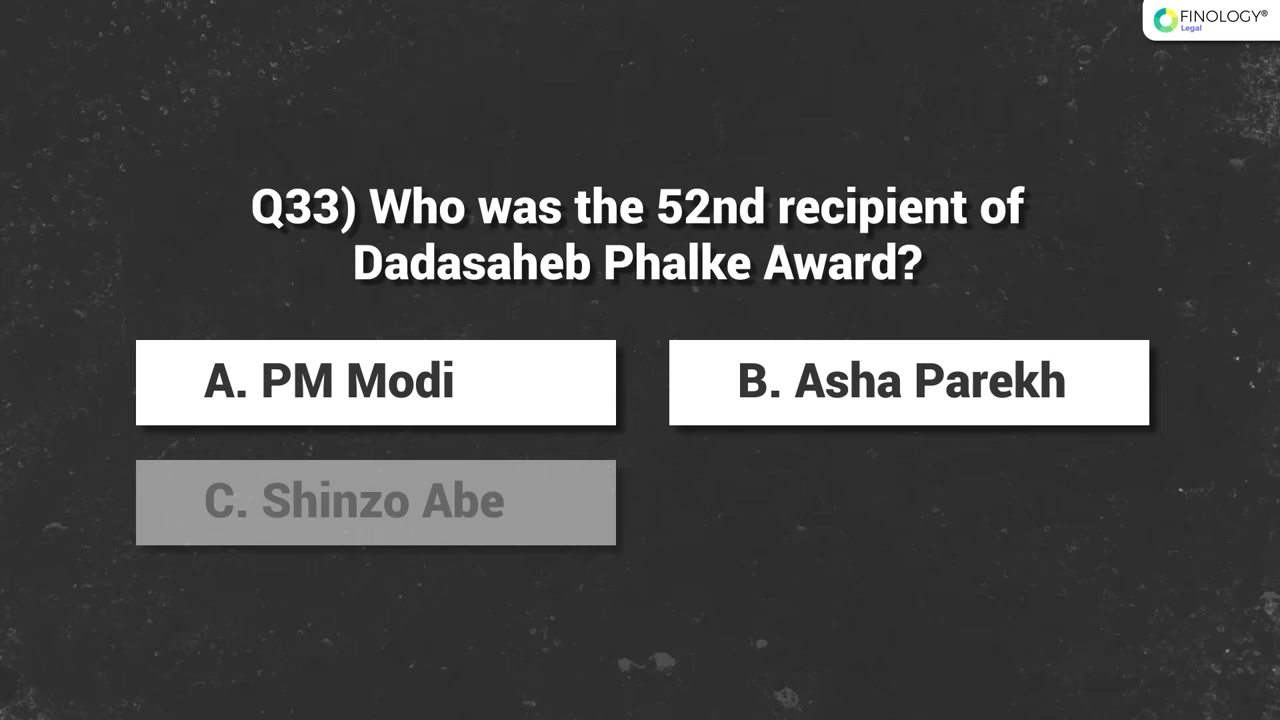 FINOLOGY®
Legal
Q33) Who was the 52nd recipient of
Dadasaheb Phalke Award?
A. PM Modi
B. Asha Parekh
C. Shinzo Abe